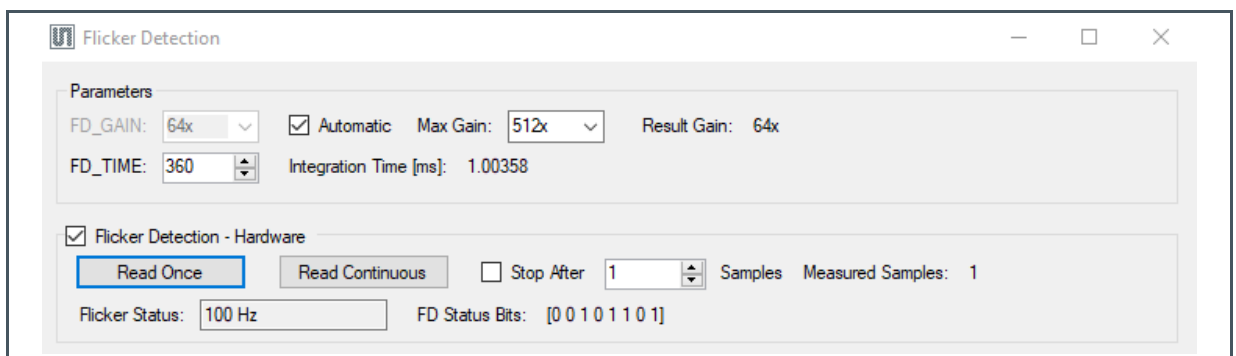 Flicker Detection
Parameters
FD_GAIN: 64x Automatic Max Gain: 512x Result Gain: 64x
FD_TIME: 360 Integration Time [ms]: 1.00358
Flicker Detection - Hardware
Read Once Read Continuous Stop After 1 Samples Measured Samples: 1
Flicker Status: 100 Hz FD Status Bits: [0 0 1 0 1 1 0 1]